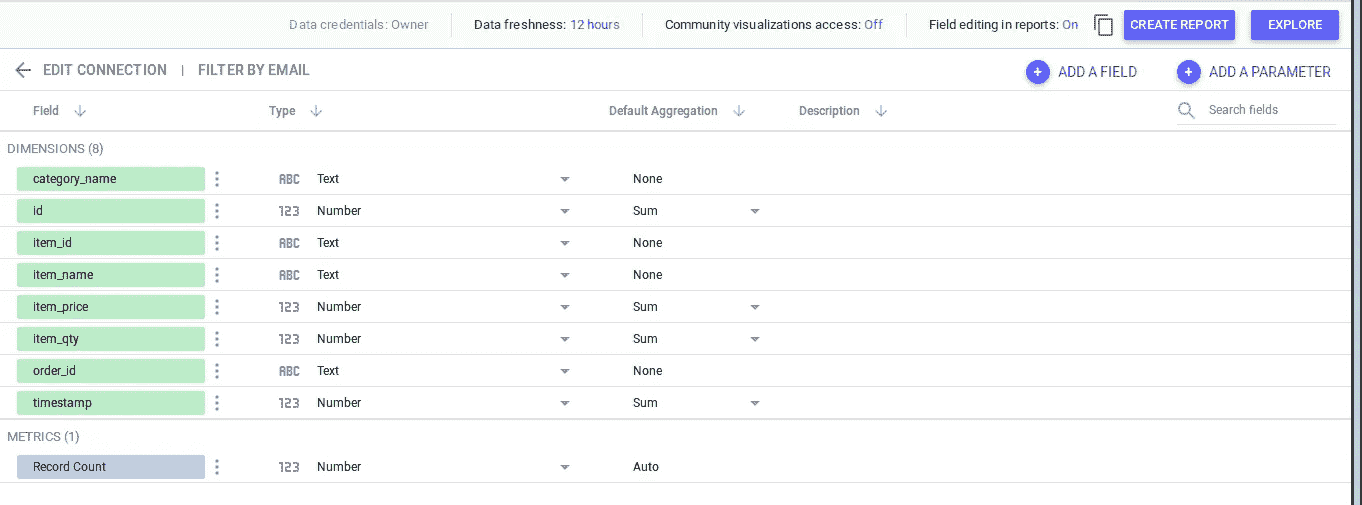 Data credentials: Owner Data freshness: 12 hours Community visualizations access: Off Field editing in reports: On CREATE REPORT EXPLORE
EDIT CONNECTION | FILTER BY EMAIL + ADD A FIELD + ADD A PARAMETER
Field Type Default Aggregation Description Search fields
DIMENSIONS (8)
category_name ABC Text None
id 123 Number Sum
item_id ABC Text None
item_name ABC Text None
item_price 123 Number Sum
item_qty 123 Number Sum
order_id ABC Text None
timestamp 123 Number Sum
METRICS (1)
Record Count 123 Number Auto